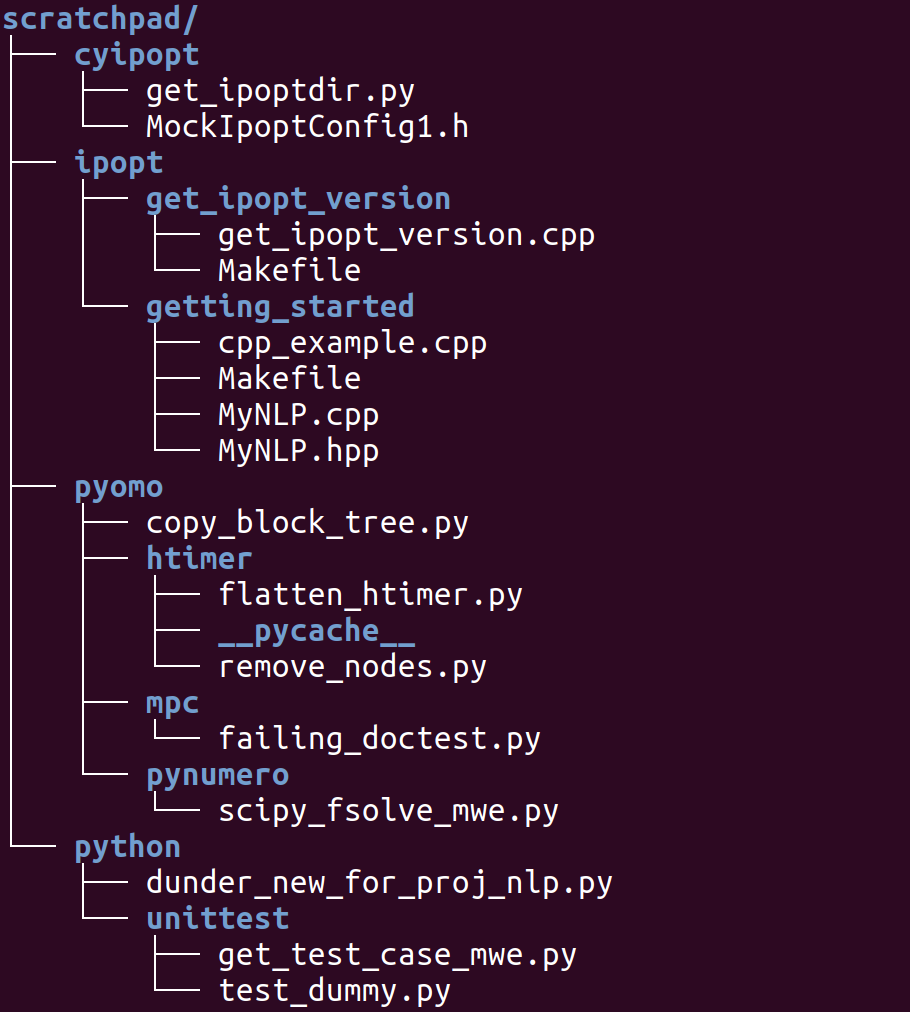 scratchpad/
cyipopt
get_ipoptdir.py
MockIpoptConfig1.h
ipopt
get_ipopt_version
get_ipopt_version.cpp
Makefile
getting_started
cpp_example.cpp
Makefile
MyNLP.cpp
MyNLP.hpp
pyomo
copy_block_tree.py
htimer
flatten_htimer.py
__pycache__
remove_nodes.py
mpc
failing_doctest.py
pynumero
scipy_fsolve_mwe.py
python
dunder_new_for_proj_nlp.py
unittest
get_test_case_mwe.py
test_dummy.py